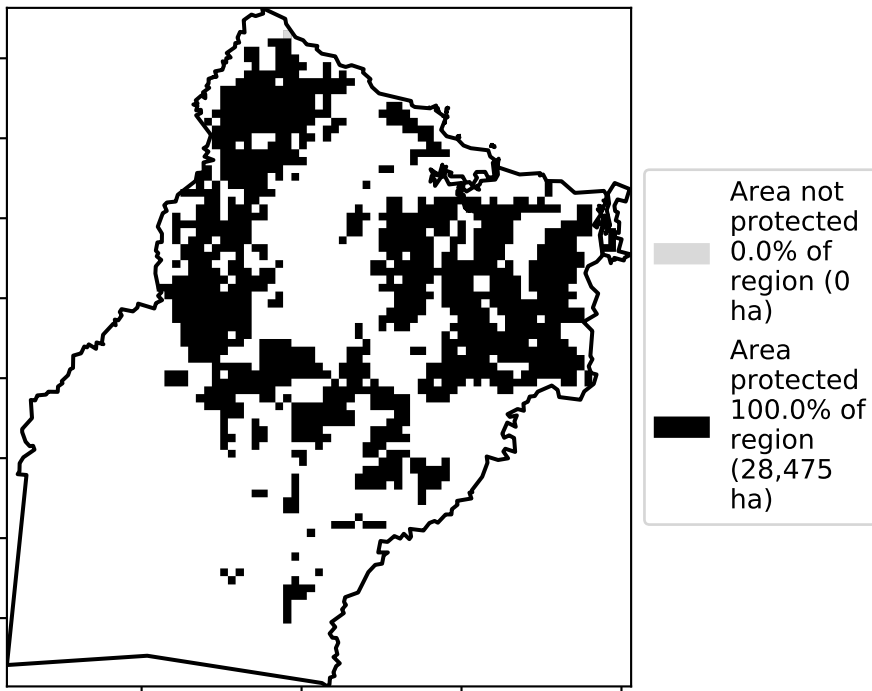 Area not
protected
0.0% of
region (0
ha)
Area
protected
100.0% of
region
(28,475
ha)